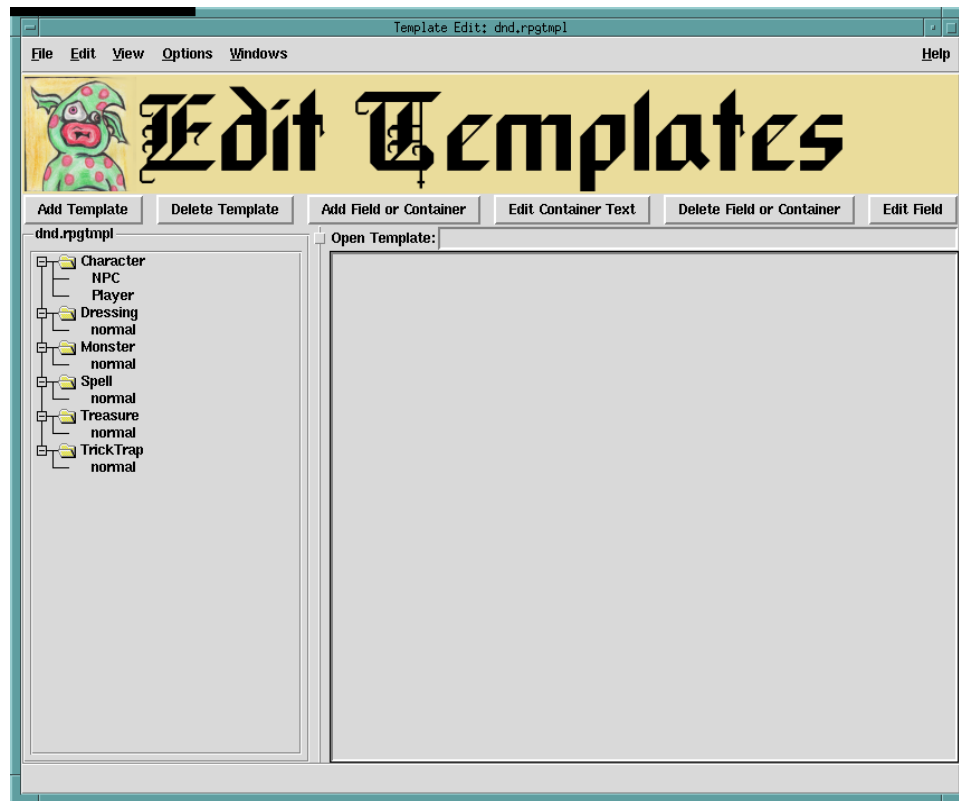 Template Edit: dnd.rpgtmpl
File Edit View Options Windows Help
Edit Templates
Add Template Delete Template Add Field or Container Edit Container Text Delete Field or Container Edit Field
dnd.rpgtmpl
Open Template:
Character
NPC
Player
Dressing
normal
Monster
normal
Spell
normal
Treasure
normal
TrickTrap
normal